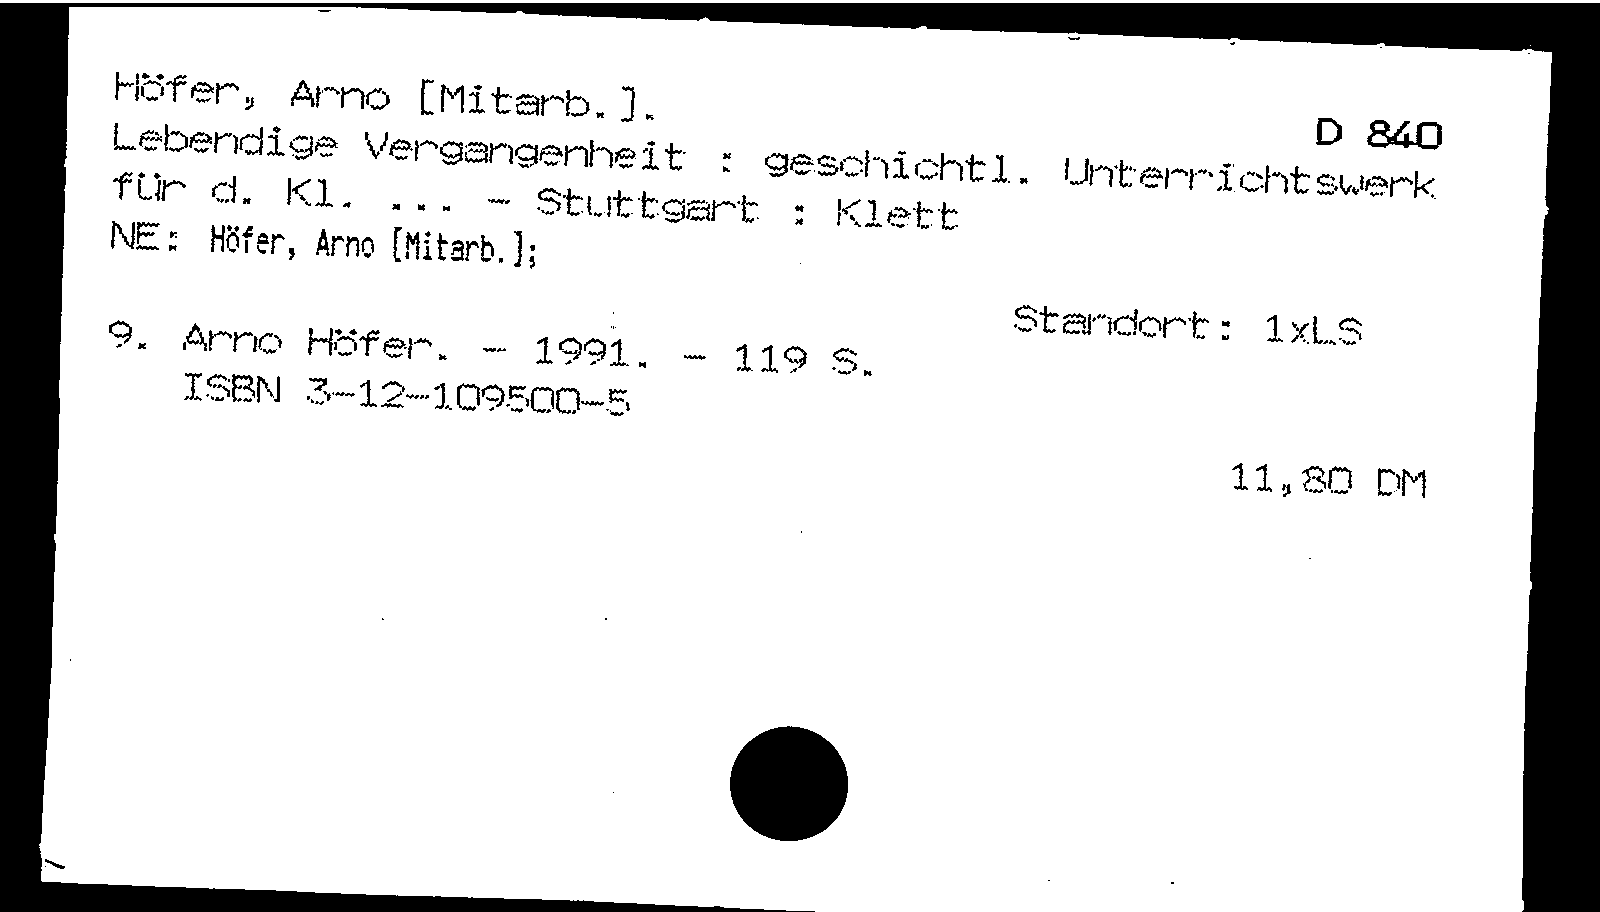 Höfer, Arno [Mitarb.].
D 840
Lebendige Vergangenheit : geschichtl. Unterrichtswerk
für d. Kl. ... - Stuttgart : Klett
NE: Höfer, Arno [Mitarb.];
Standort: 1xLS
9. Arno Höfer. - 1991. - 119 S.
ISBN 3-12-109500-5
11,80 DM